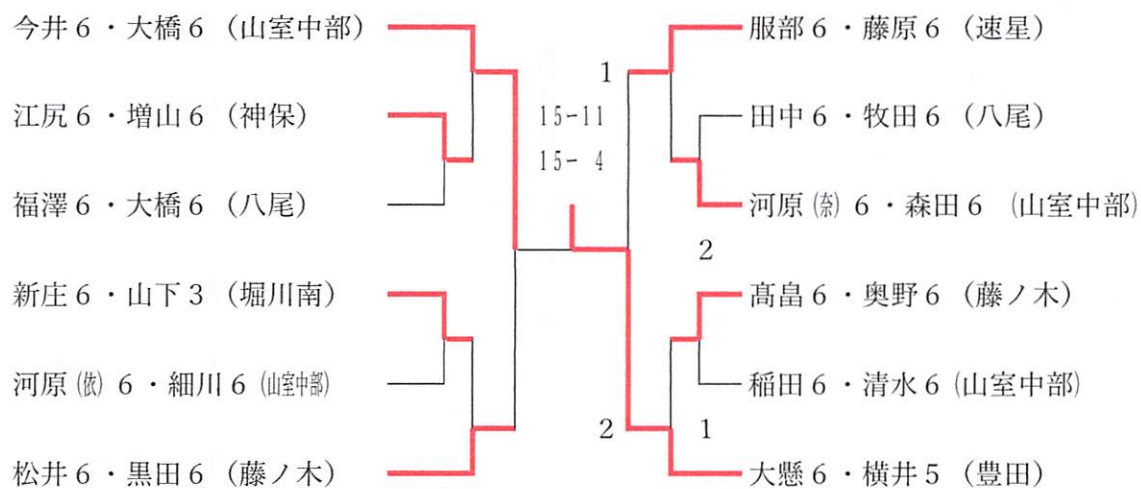 今井6・大橋6（山室中部）
江尻6・増山6（神保）
福澤6・大橋6（八尾）
新庄6・山下3（堀川南）
河原(依)6・細川6(山室中部)
松井6・黒田6（藤ノ木）
1
15-11
15- 4
2
2
1
服部6・藤原6（速星）
田中6・牧田6（八尾）
河原(奈)6・森田6（山室中部）
髙畠6・奥野6（藤ノ木）
稲田6・清水6（山室中部）
大懸6・横井5（豊田）